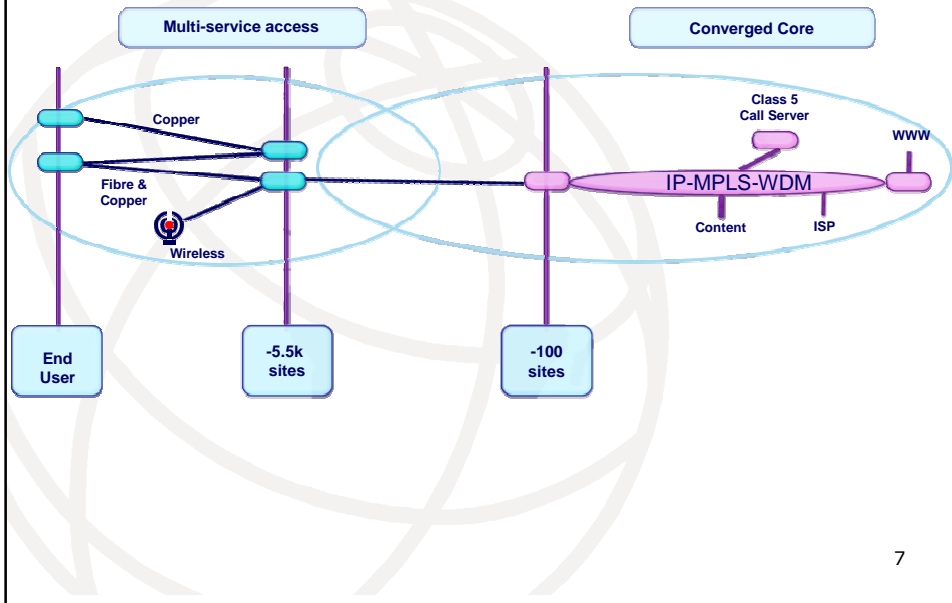 Multi-service access
Converged Core
Copper
Fibre &
Copper
Wireless
Class 5
Call Server
WWW
IP-MPLS-WDM
Content
ISP
End
User
-5.5k
sites
-100
sites
7